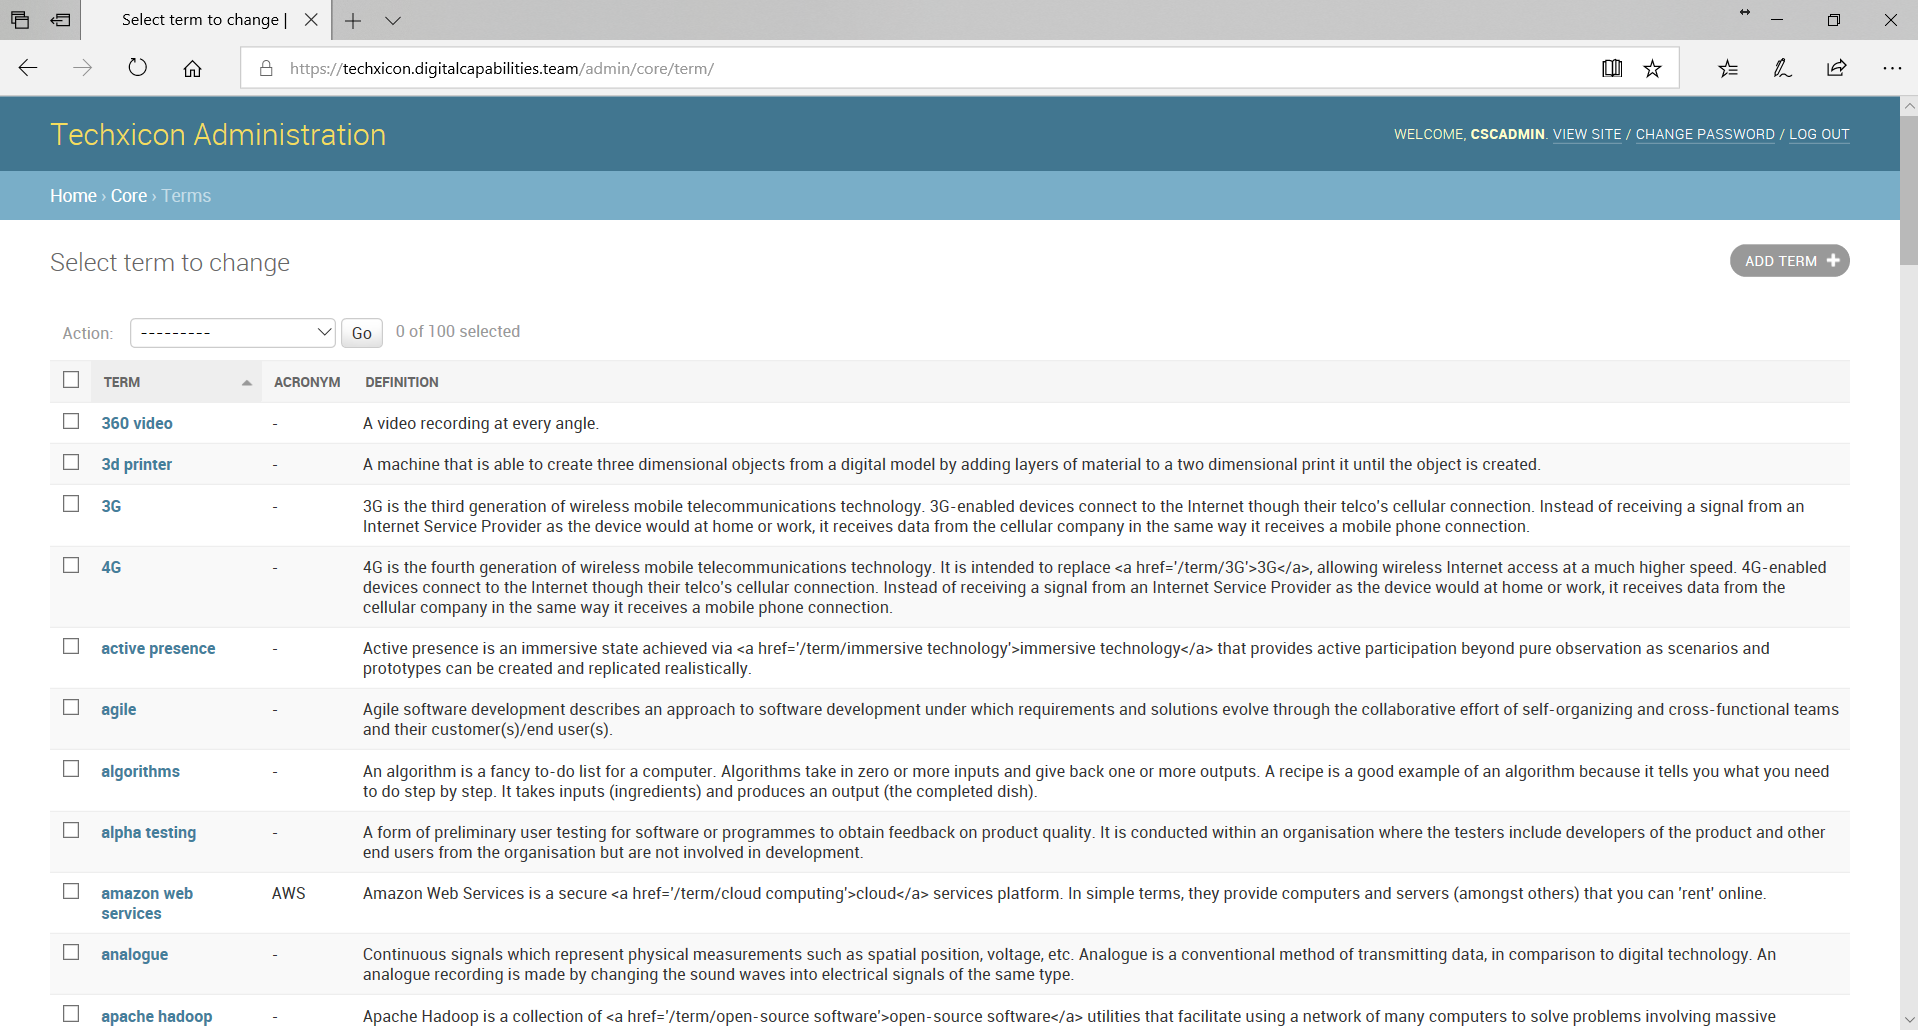 Select term to change |
https://techxicon.digitalcapabilities.team/admin/core/term/
Techxicon Administration
WELCOME, CSCADMIN. VIEW SITE / CHANGE PASSWORD / LOG OUT
Home › Core › Terms
Select term to change
ADD TERM +
Action: --------- Go 0 of 100 selected
TERM ACRONYM DEFINITION
360 video - A video recording at every angle.
3d printer - A machine that is able to create three dimensional objects from a digital model by adding layers of material to a two dimensional print it until the object is created.
3G - 3G is the third generation of wireless mobile telecommunications technology. 3G-enabled devices connect to the Internet though their telco's cellular connection. Instead of receiving a signal from an
Internet Service Provider as the device would at home or work, it receives data from the cellular company in the same way it receives a mobile phone connection.
4G - 4G is the fourth generation of wireless mobile telecommunications technology. It is intended to replace <a href='/term/3G'>3G</a>, allowing wireless Internet access at a much higher speed. 4G-enabled
devices connect to the Internet though their telco's cellular connection. Instead of receiving a signal from an Internet Service Provider as the device would at home or work, it receives data from the
cellular company in the same way it receives a mobile phone connection.
active presence - Active presence is an immersive state achieved via <a href='/term/immersive technology'>immersive technology</a> that provides active participation beyond pure observation as scenarios and
prototypes can be created and replicated realistically.
agile - Agile software development describes an approach to software development under which requirements and solutions evolve through the collaborative effort of self-organizing and cross-functional teams
and their customer(s)/end user(s).
algorithms - An algorithm is a fancy to-do list for a computer. Algorithms take in zero or more inputs and give back one or more outputs. A recipe is a good example of an algorithm because it tells you what you need
to do step by step. It takes inputs (ingredients) and produces an output (the completed dish).
alpha testing - A form of preliminary user testing for software or programmes to obtain feedback on product quality. It is conducted within an organisation where the testers include developers of the product and other
end users from the organisation but are not involved in development.
amazon web AWS Amazon Web Services is a secure <a href='/term/cloud computing'>cloud</a> services platform. In simple terms, they provide computers and servers (amongst others) that you can 'rent' online.
services
analogue - Continuous signals which represent physical measurements such as spatial position, voltage, etc. Analogue is a conventional method of transmitting data, in comparison to digital technology. An
analogue recording is made by changing the sound waves into electrical signals of the same type.
apache hadoop - Apache Hadoop is a collection of <a href='/term/open-source software'>open-source software</a> utilities that facilitate using a network of many computers to solve problems involving massive